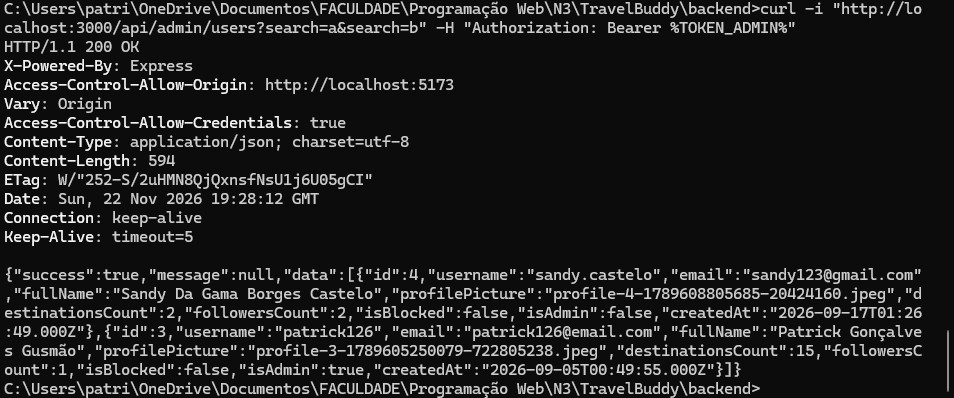 C:\Users\patri\OneDrive\Documentos\FACULDADE\Programação Web\N3\TravelBuddy\backend>curl -i "http://lo
calhost:3000/api/admin/users?search=a&search=b" -H "Authorization: Bearer %TOKEN_ADMIN%"
HTTP/1.1 200 OK
X-Powered-By: Express
Access-Control-Allow-Origin: http://localhost:5173
Vary: Origin
Access-Control-Allow-Credentials: true
Content-Type: application/json; charset=utf-8
Content-Length: 594
ETag: W/"252-S/2uHMN8QjQxnsfNsU1j6U05gCI"
Date: Sun, 22 Nov 2026 19:28:12 GMT
Connection: keep-alive
Keep-Alive: timeout=5

{"success":true,"message":null,"data":[{"id":4,"username":"sandy.castelo","email":"sandy123@gmail.com"
,"fullName":"Sandy Da Gama Borges Castelo","profilePicture":"profile-4-1789608805685-20424160.jpeg","d
estinationsCount":2,"followersCount":2,"isBlocked":false,"isAdmin":false,"createdAt":"2026-09-17T01:26
:49.000Z"},{"id":3,"username":"patrick126","email":"patrick126@email.com","fullName":"Patrick Gonçalve
s Gusmão","profilePicture":"profile-3-1789605250079-722805238.jpeg","destinationsCount":15,"followersC
ount":1,"isBlocked":false,"isAdmin":true,"createdAt":"2026-09-05T00:49:55.000Z"}]}
C:\Users\patri\OneDrive\Documentos\FACULDADE\Programação Web\N3\TravelBuddy\backend>